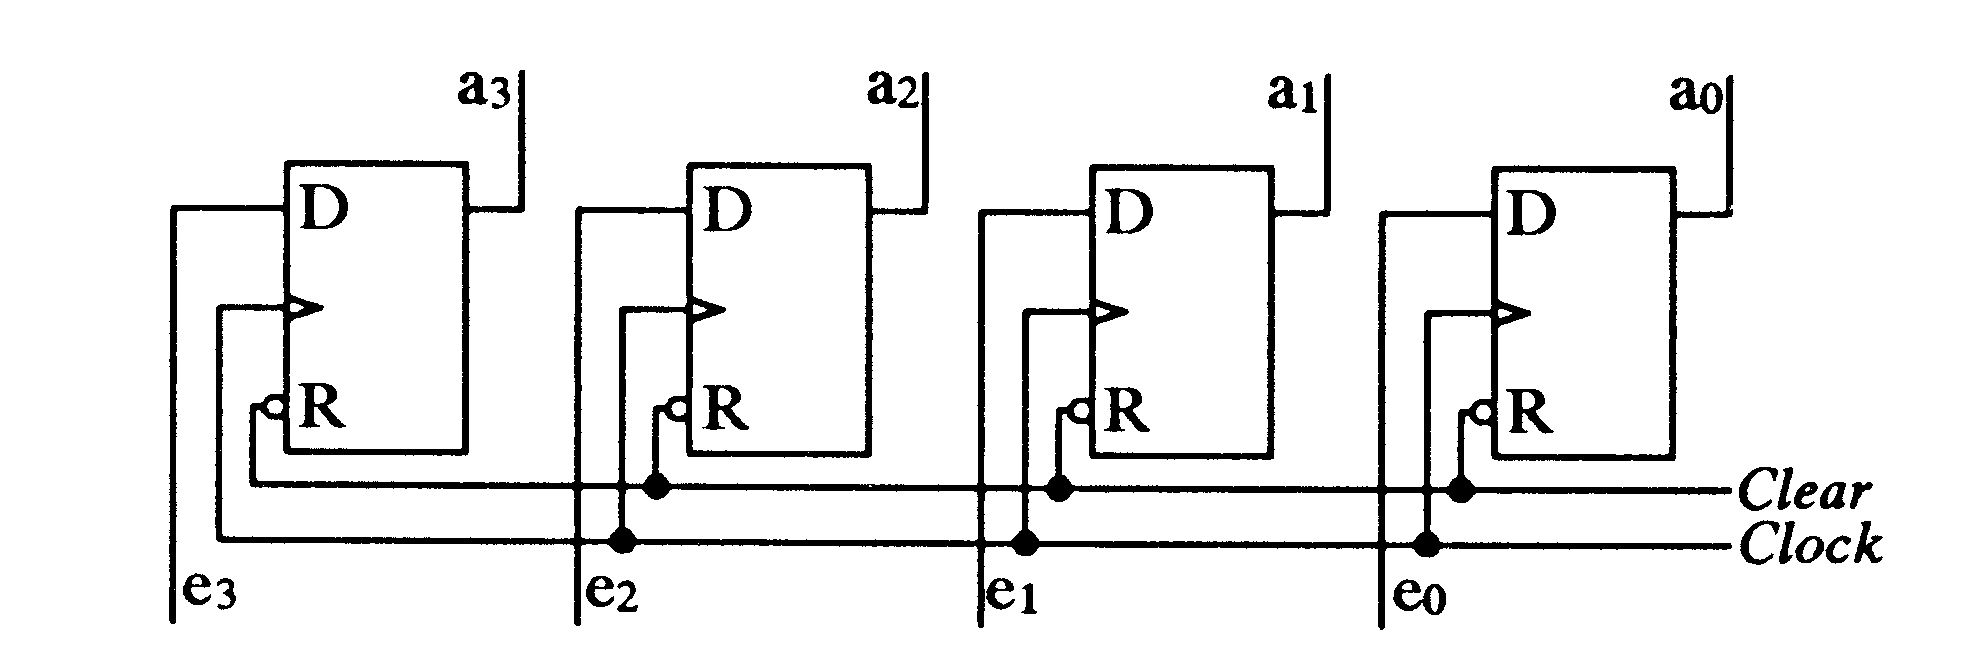 a3 a2 a1 a0
D D D D
R R R R
Clear
Clock
e3 e2 e1 e0